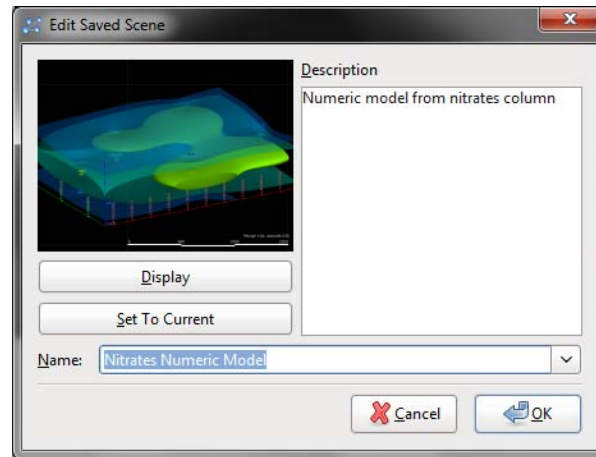 Edit Saved Scene
Description
Numeric model from nitrates column
Display
Set To Current
Name: Nitrates Numeric Model
Cancel OK